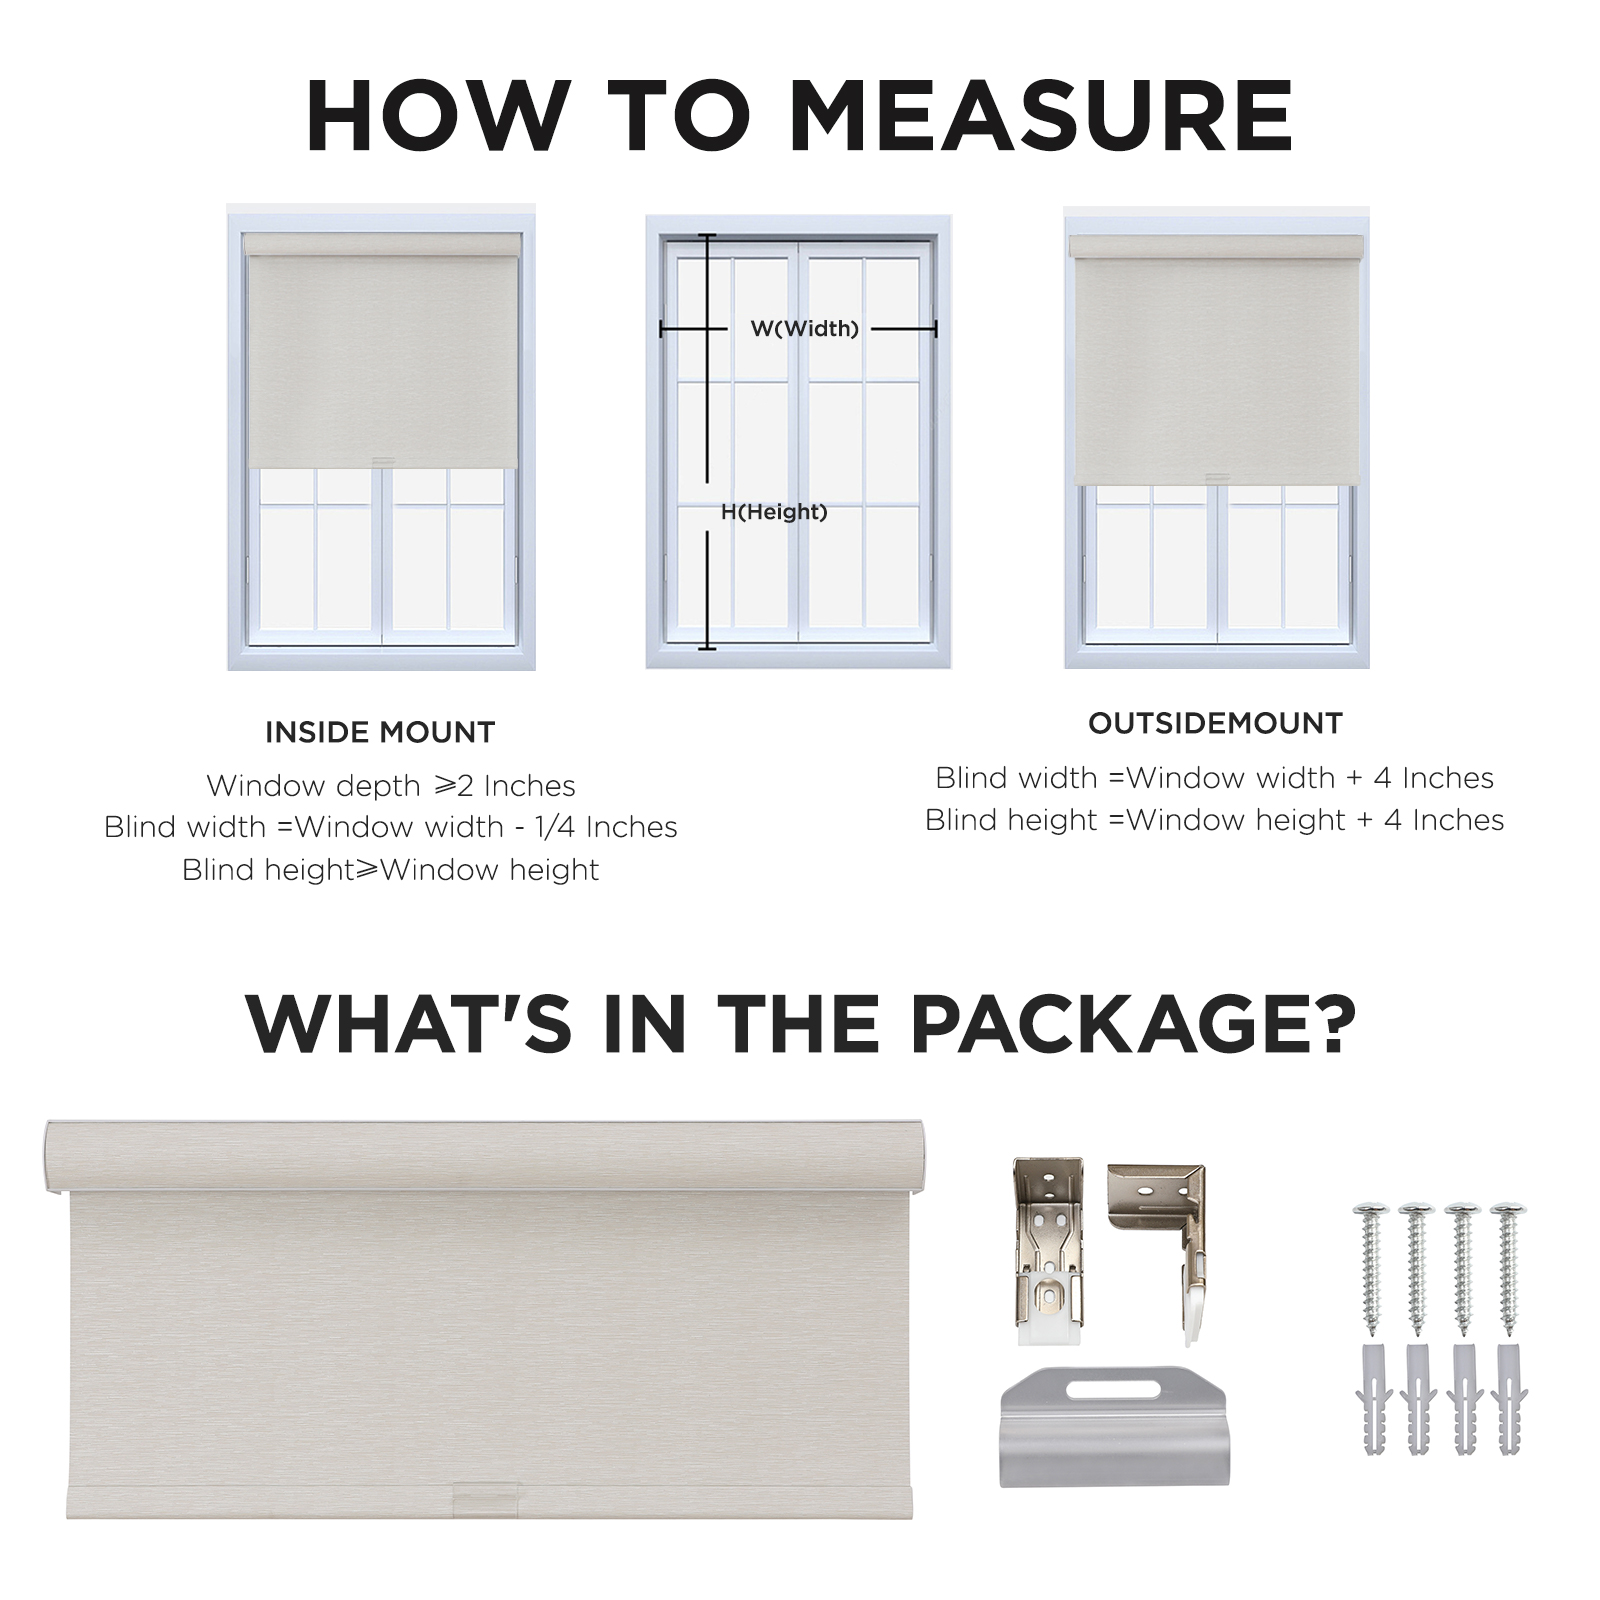 HOW TO MEASURE
W(Width)
H(Height)
INSIDE MOUNT
Window depth ⩾2 Inches
Blind width =Window width - 1/4 Inches
Blind height⩾Window height
OUTSIDEMOUNT
Blind width =Window width + 4 Inches
Blind height =Window height + 4 Inches
WHAT'S IN THE PACKAGE?